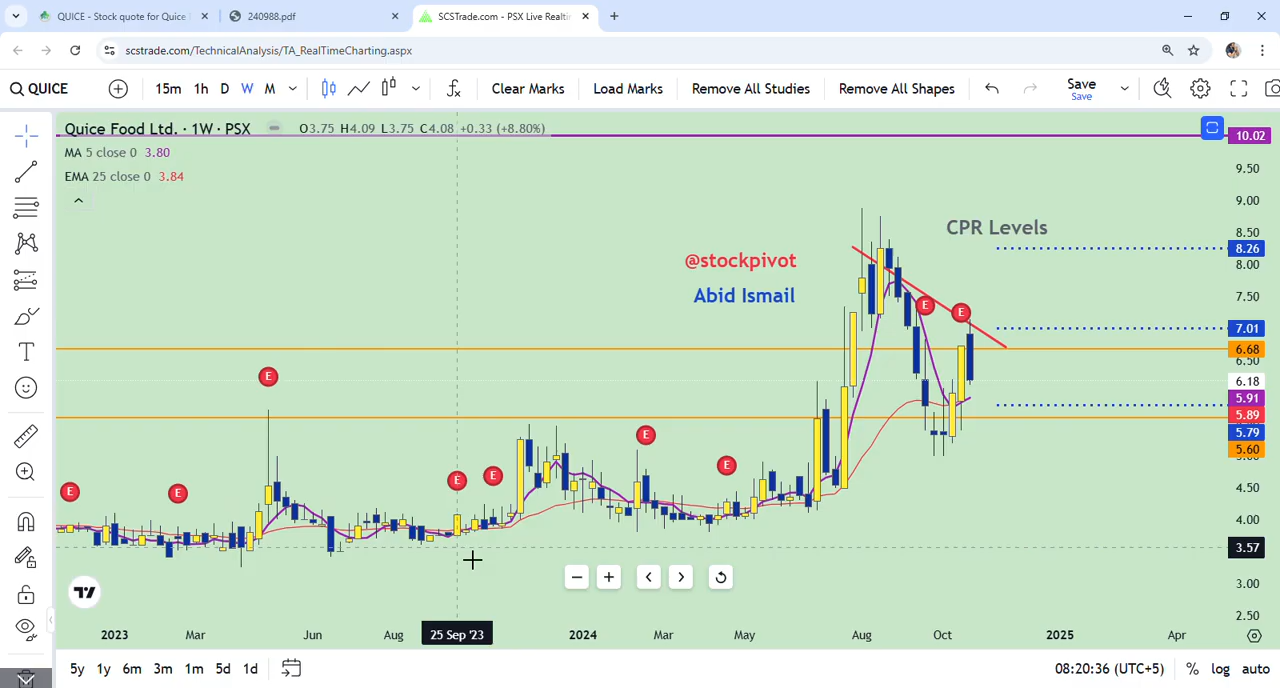 QUICE - Stock quote for Quice
240988.pdf
SCSTrade.com - PSX Live Realtir
scstrade.com/TechnicalAnalysis/TA_RealTimeCharting.aspx
QUICE
15m 1h D W M
Clear Marks
Load Marks
Remove All Studies
Remove All Shapes
Save
Save
Quice Food Ltd. · 1W · PSX
O3.75 H4.09 L3.75 C4.08 +0.33 (+8.80%)
MA 5 close 0 3.80
EMA 25 close 0 3.84
CPR Levels
@stockpivot
Abid Ismail
E
E
E
E
E
E
E
E
E
10.02
9.50
9.00
8.50
8.26
8.00
7.50
7.01
6.68
6.50
6.18
5.91
5.89
5.79
5.60
4.50
4.00
3.57
3.00
2.50
2023 Mar Jun Aug 25 Sep '23 2024 Mar May Aug Oct 2025 Apr
5y 1y 6m 3m 1m 5d 1d
08:20:36 (UTC+5) % log auto